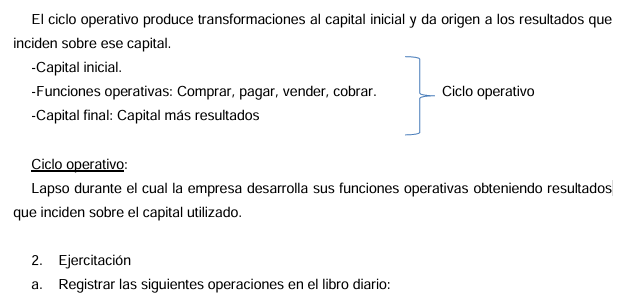 El ciclo operativo produce transformaciones al capital inicial y da origen a los resultados que
inciden sobre ese capital.
-Capital inicial.
-Funciones operativas: Comprar, pagar, vender, cobrar.
Ciclo operativo
-Capital final: Capital más resultados
Ciclo operativo:
Lapso durante el cual la empresa desarrolla sus funciones operativas obteniendo resultados
que inciden sobre el capital utilizado.
2. Ejercitación
a. Registrar las siguientes operaciones en el libro diario: